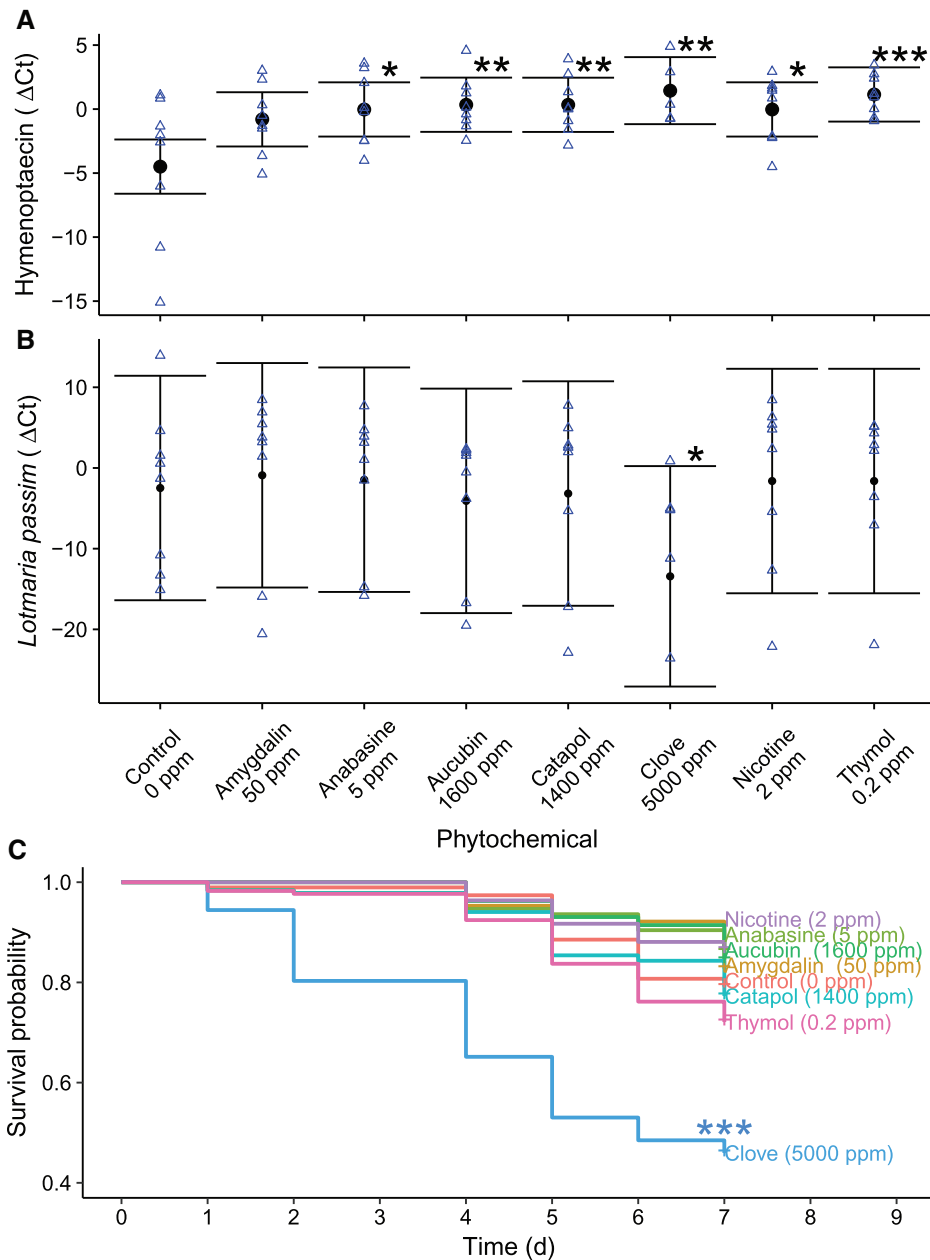 A
Hymenoptaecin ( ΔCt)
5
0
−5
−10
−15
*
**
**
**
*
***
B
Lotmaria passim ( ΔCt)
10
0
−10
−20
*
Control
0 ppm
Amygdalin
50 ppm
Anabasine
5 ppm
Aucubin
1600 ppm
Catapol
1400 ppm
Clove
5000 ppm
Nicotine
2 ppm
Thymol
0.2 ppm
Phytochemical
C
Survival probability
1.0
0.8
0.6
0.4
Nicotine (2 ppm)
Anabasine (5 ppm)
Aucubin (1600 ppm)
Amygdalin (50 ppm)
Control (0 ppm)
Catapol (1400 ppm)
Thymol (0.2 ppm)
***
Clove (5000 ppm)
0 1 2 3 4 5 6 7 8 9
Time (d)